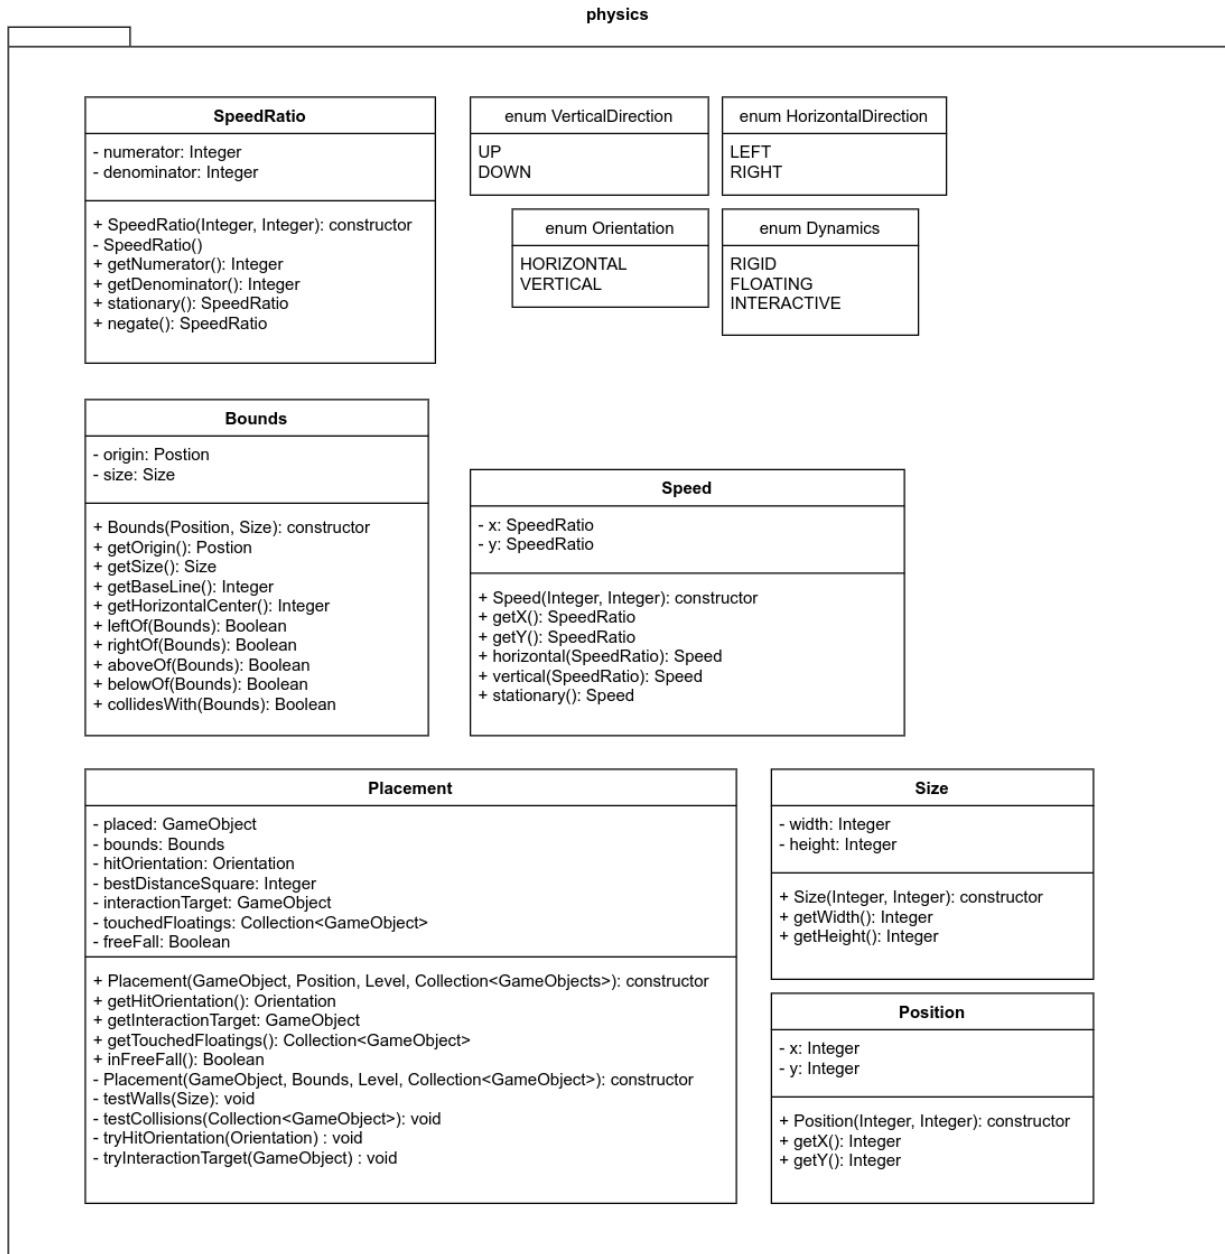 physics
SpeedRatio
- numerator: Integer
- denominator: Integer
+ SpeedRatio(Integer, Integer): constructor
- SpeedRatio()
+ getNumerator(): Integer
+ getDenominator(): Integer
+ stationary(): SpeedRatio
+ negate(): SpeedRatio
enum VerticalDirection
UP
DOWN
enum HorizontalDirection
LEFT
RIGHT
enum Orientation
HORIZONTAL
VERTICAL
enum Dynamics
RIGID
FLOATING
INTERACTIVE
Bounds
- origin: Postion
- size: Size
+ Bounds(Position, Size): constructor
+ getOrigin(): Postion
+ getSize(): Size
+ getBaseLine(): Integer
+ getHorizontalCenter(): Integer
+ leftOf(Bounds): Boolean
+ rightOf(Bounds): Boolean
+ aboveOf(Bounds): Boolean
+ belowOf(Bounds): Boolean
+ collidesWith(Bounds): Boolean
Speed
- x: SpeedRatio
- y: SpeedRatio
+ Speed(Integer, Integer): constructor
+ getX(): SpeedRatio
+ getY(): SpeedRatio
+ horizontal(SpeedRatio): Speed
+ vertical(SpeedRatio): Speed
+ stationary(): Speed
Placement
- placed: GameObject
- bounds: Bounds
- hitOrientation: Orientation
- bestDistanceSquare: Integer
- interactionTarget: GameObject
- touchedFloatings: Collection<GameObject>
- freeFall: Boolean
+ Placement(GameObject, Position, Level, Collection<GameObjects>): constructor
+ getHitOrientation(): Orientation
+ getInteractionTarget: GameObject
+ getTouchedFloatings(): Collection<GameObject>
+ inFreeFall(): Boolean
- Placement(GameObject, Bounds, Level, Collection<GameObject>): constructor
- testWalls(Size): void
- testCollisions(Collection<GameObject>): void
- tryHitOrientation(Orientation) : void
- tryInteractionTarget(GameObject) : void
Size
- width: Integer
- height: Integer
+ Size(Integer, Integer): constructor
+ getWidth(): Integer
+ getHeight(): Integer
Position
- x: Integer
- y: Integer
+ Position(Integer, Integer): constructor
+ getX(): Integer
+ getY(): Integer